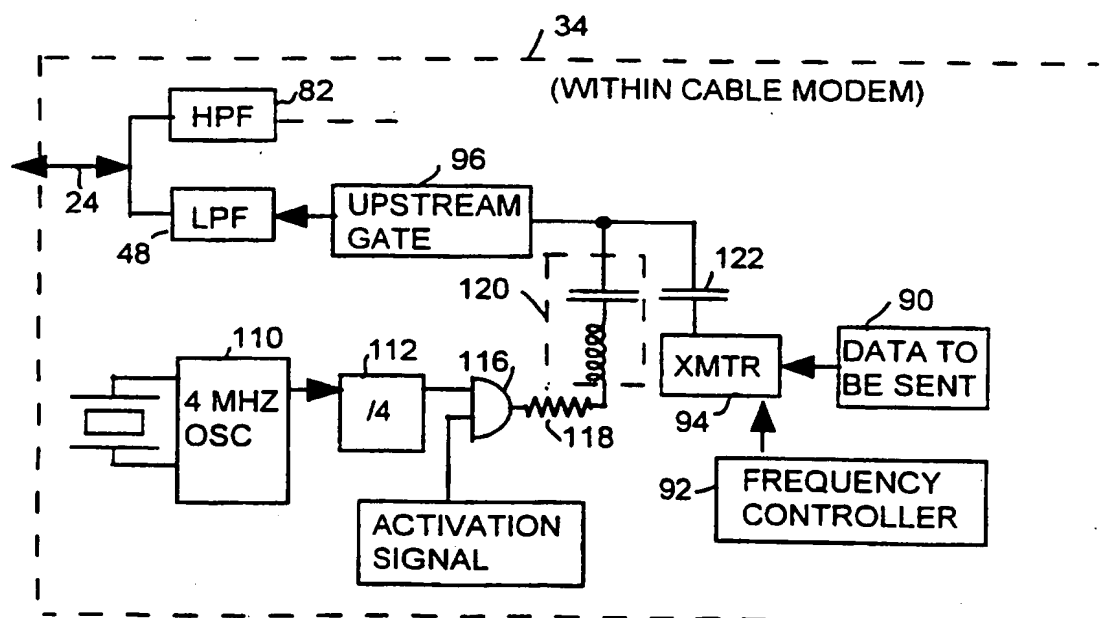 34
(WITHIN CABLE MODEM)
82
HPF
24
96
UPSTREAM
GATE
LPF
48
120
122
110
112
116
90
DATA TO
BE SENT
XMTR
94
4 MHZ
OSC
/4
118
92
FREQUENCY
CONTROLLER
ACTIVATION
SIGNAL